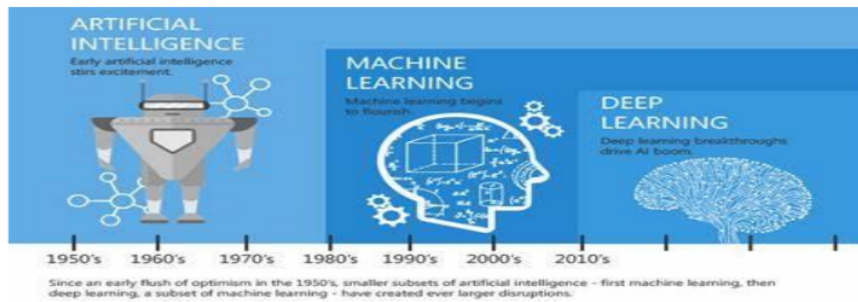 ARTIFICIAL
INTELLIGENCE
Early artificial intelligence
stirs excitement.
MACHINE
LEARNING
Machine learning begins
to flourish.
DEEP
LEARNING
Deep learning breakthroughs
drive AI boom.
1950's 1960's 1970's 1980's 1990's 2000's 2010's
Since an early flush of optimism in the 1950's, smaller subsets of artificial intelligence - first machine learning, then
deep learning, a subset of machine learning - have created ever larger disruptions.